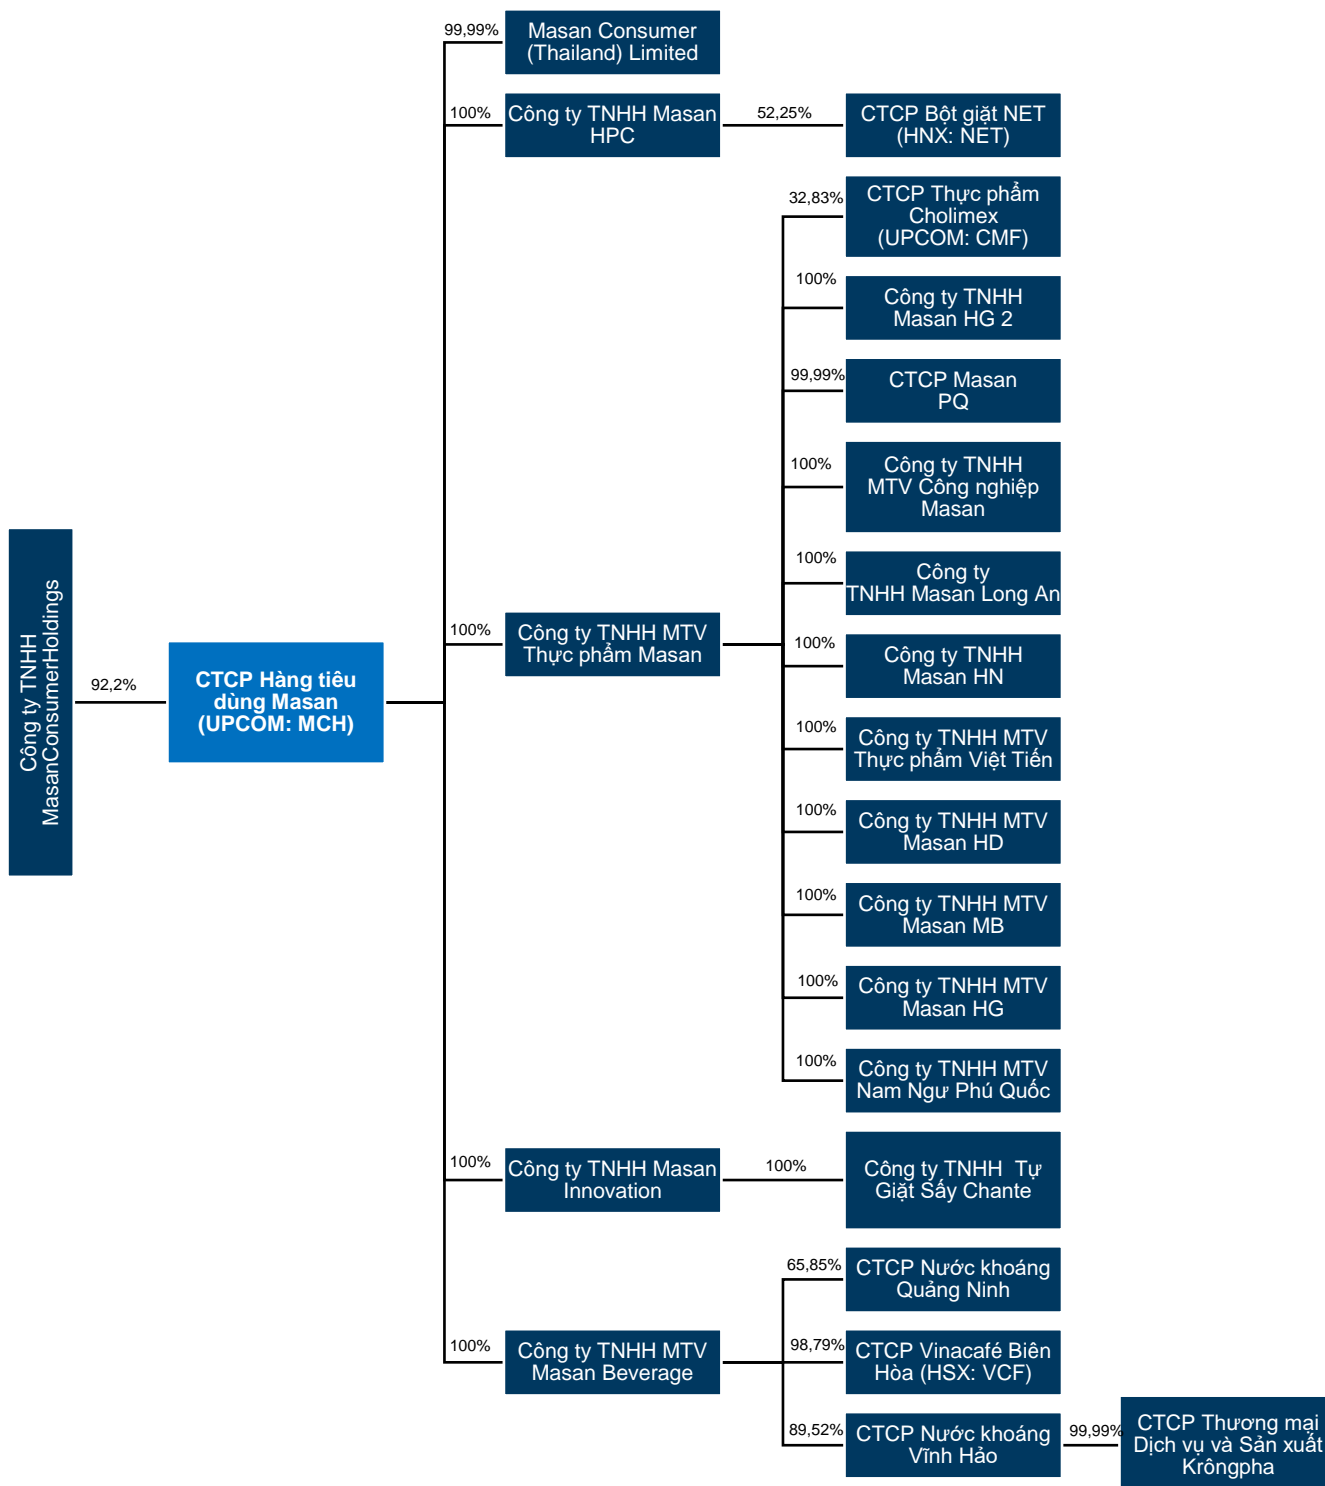 Công ty TNHH
MasanConsumerHoldings
92,2%
CTCP Hàng tiêu
dùng Masan
(UPCOM: MCH)
99,99%
Masan Consumer
(Thailand) Limited
100%
Công ty TNHH Masan
HPC
52,25%
CTCP Bột giặt NET
(HNX: NET)
100%
Công ty TNHH MTV
Thực phẩm Masan
32,83%
CTCP Thực phẩm
Cholimex
(UPCOM: CMF)
100%
Công ty TNHH
Masan HG 2
99,99%
CTCP Masan
PQ
100%
Công ty TNHH
MTV Công nghiệp
Masan
100%
Công ty
TNHH Masan Long An
100%
Công ty TNHH
Masan HN
100%
Công ty TNHH MTV
Thực phẩm Việt Tiến
100%
Công ty TNHH MTV
Masan HD
100%
Công ty TNHH MTV
Masan MB
100%
Công ty TNHH MTV
Masan HG
100%
Công ty TNHH MTV
Nam Ngư Phú Quốc
100%
Công ty TNHH Masan
Innovation
100%
Công ty TNHH  Tự
Giặt Sấy Chante
100%
Công ty TNHH MTV
Masan Beverage
65,85%
CTCP Nước khoáng
Quảng Ninh
98,79%
CTCP Vinacafé Biên
Hòa (HSX: VCF)
89,52%
CTCP Nước khoáng
Vĩnh Hảo
99,99%
CTCP Thương mại
Dịch vụ và Sản xuất
Krôngpha